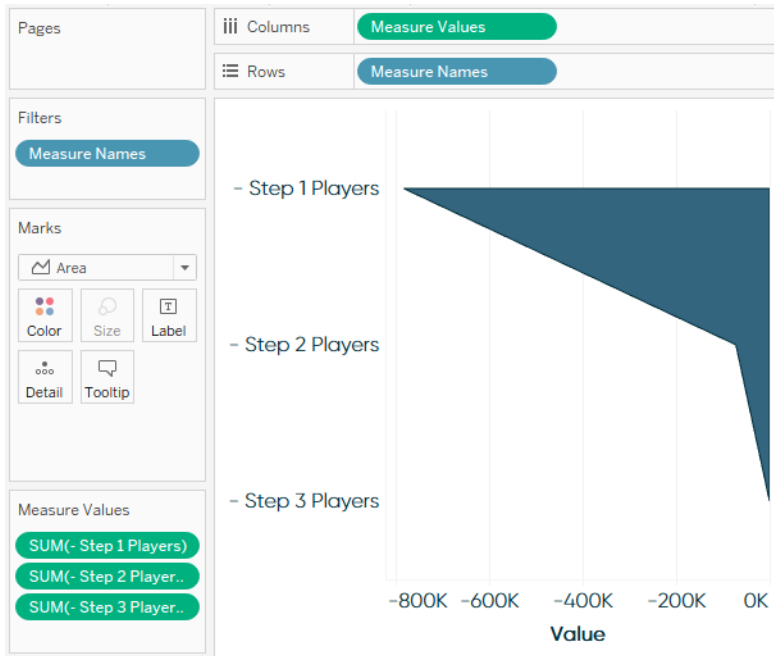 Pages
Columns
Measure Values
Rows
Measure Names
Filters
Measure Names
Marks
Area
Color
Size
Label
Detail
Tooltip
Measure Values
SUM(- Step 1 Players)
SUM(- Step 2 Player..
SUM(- Step 3 Player..
- Step 1 Players
- Step 2 Players
- Step 3 Players
-800K -600K -400K -200K 0K
Value